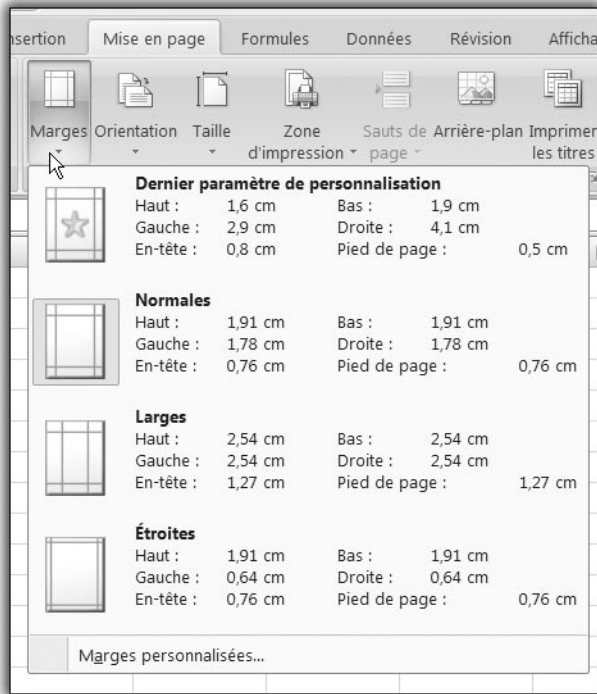 nsertion Mise en page Formules Données Révision Afficha
Marges Orientation Taille Zone d'impression Sauts de page Arrière-plan Imprimer les titres
Dernier paramètre de personnalisation
Haut : 1,6 cm Bas : 1,9 cm
Gauche : 2,9 cm Droite : 4,1 cm
En-tête : 0,8 cm Pied de page : 0,5 cm
Normales
Haut : 1,91 cm Bas : 1,91 cm
Gauche : 1,78 cm Droite : 1,78 cm
En-tête : 0,76 cm Pied de page : 0,76 cm
Larges
Haut : 2,54 cm Bas : 2,54 cm
Gauche : 2,54 cm Droite : 2,54 cm
En-tête : 1,27 cm Pied de page : 1,27 cm
Étroites
Haut : 1,91 cm Bas : 1,91 cm
Gauche : 0,64 cm Droite : 0,64 cm
En-tête : 0,76 cm Pied de page : 0,76 cm
Marges personnalisées...